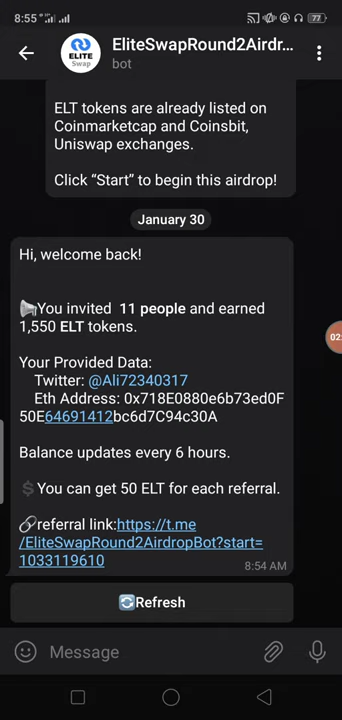 8:55
77
ELITE
Swap
EliteSwapRound2Airdr...
bot
ELT tokens are already listed on
Coinmarketcap and Coinsbit,
Uniswap exchanges.
Click “Start” to begin this airdrop!
January 30
Hi, welcome back!
You invited 11 people and earned
1,550 ELT tokens.
Your Provided Data:
Twitter: @Ali72340317
Eth Address: 0x718E0880e6b73ed0F
50E64691412bc6d7C94c30A
Balance updates every 6 hours.
$You can get 50 ELT for each referral.
referral link:https://t.me
/EliteSwapRound2AirdropBot?start=
1033119610
8:54 AM
Refresh
Message